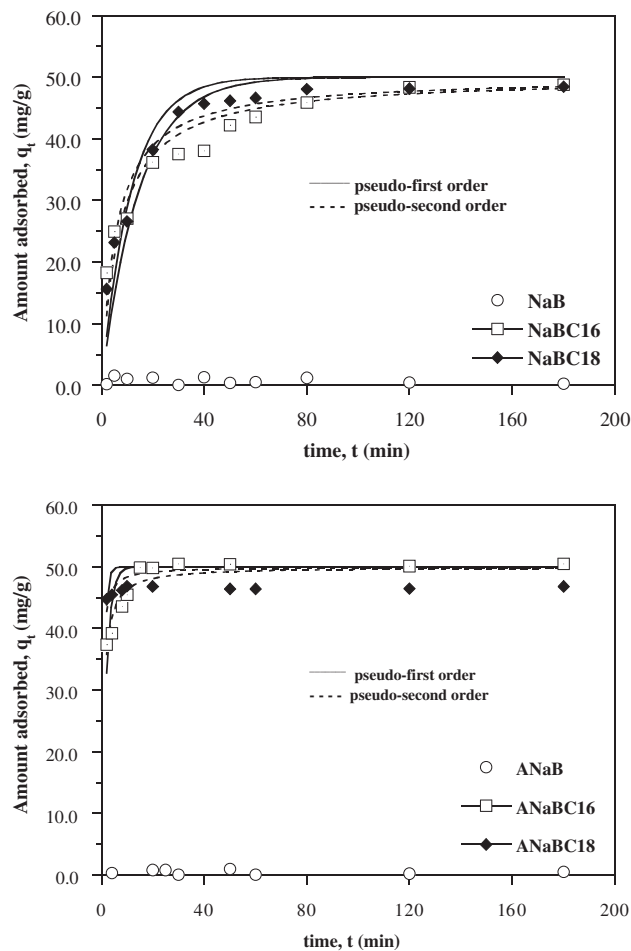 60.0
50.0
40.0
30.0
20.0
10.0
0.0
Amount adsorbed, qt (mg/g)
pseudo-first order
pseudo-second order
NaB
NaBC16
NaBC18
0 40 80 120 160 200
time, t (min)
60.0
50.0
40.0
30.0
20.0
10.0
0.0
Amount adsorbed, qt (mg/g)
pseudo-first order
pseudo-second order
ANaB
ANaBC16
ANaBC18
0 40 80 120 160 200
time, t (min)